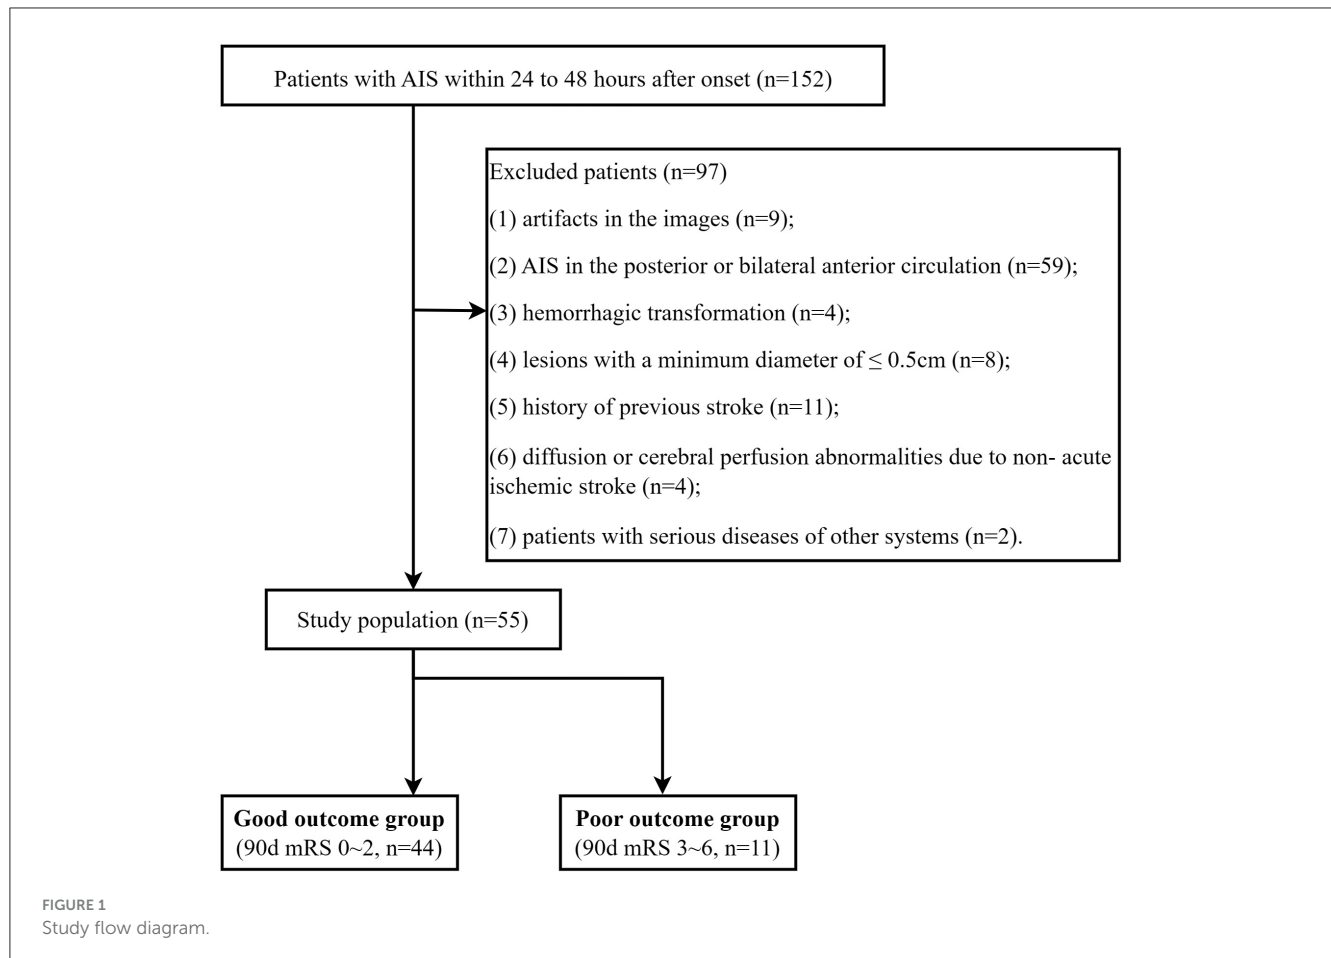 Patients with AIS within 24 to 48 hours after onset (n=152)
Excluded patients (n=97)
(1) artifacts in the images (n=9);
(2) AIS in the posterior or bilateral anterior circulation (n=59);
(3) hemorrhagic transformation (n=4);
(4) lesions with a minimum diameter of ≤ 0.5cm (n=8);
(5) history of previous stroke (n=11);
(6) diffusion or cerebral perfusion abnormalities due to non- acute
ischemic stroke (n=4);
(7) patients with serious diseases of other systems (n=2).
Study population (n=55)
Good outcome group
(90d mRS 0~2, n=44)
Poor outcome group
(90d mRS 3~6, n=11)
FIGURE 1
Study flow diagram.